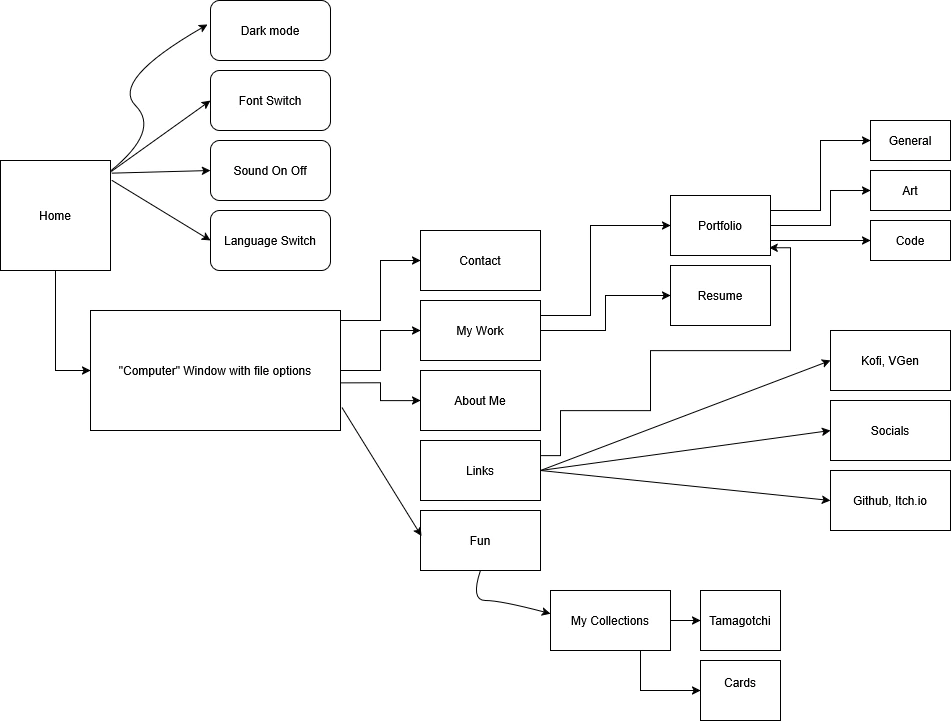 Dark mode
Font Switch
Sound On Off
Language Switch
Home
"Computer" Window with file options
Contact
My Work
About Me
Links
Fun
Portfolio
Resume
General
Art
Code
Kofi, VGen
Socials
Github, Itch.io
My Collections
Tamagotchi
Cards